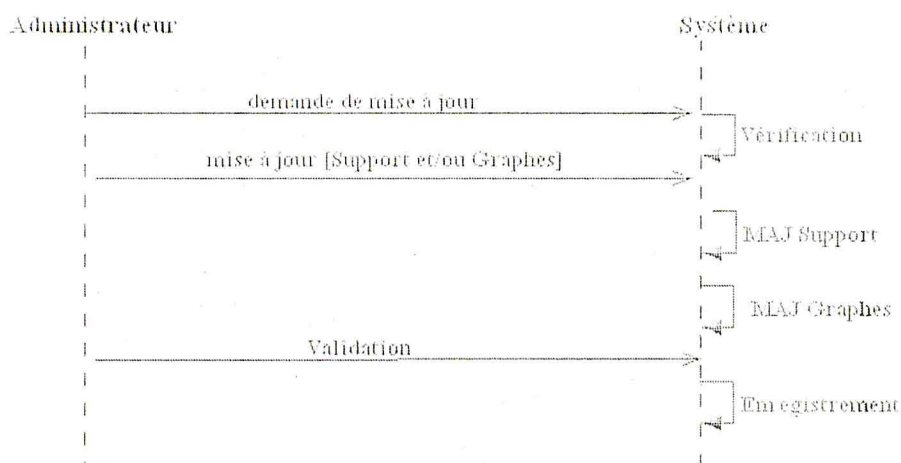 Administrateur
Système
demande de mise à jour
Vérification
mise à jour [Support et/ou Graphes]
MAJ Support
MAJ Graphes
Validation
Enregistrement